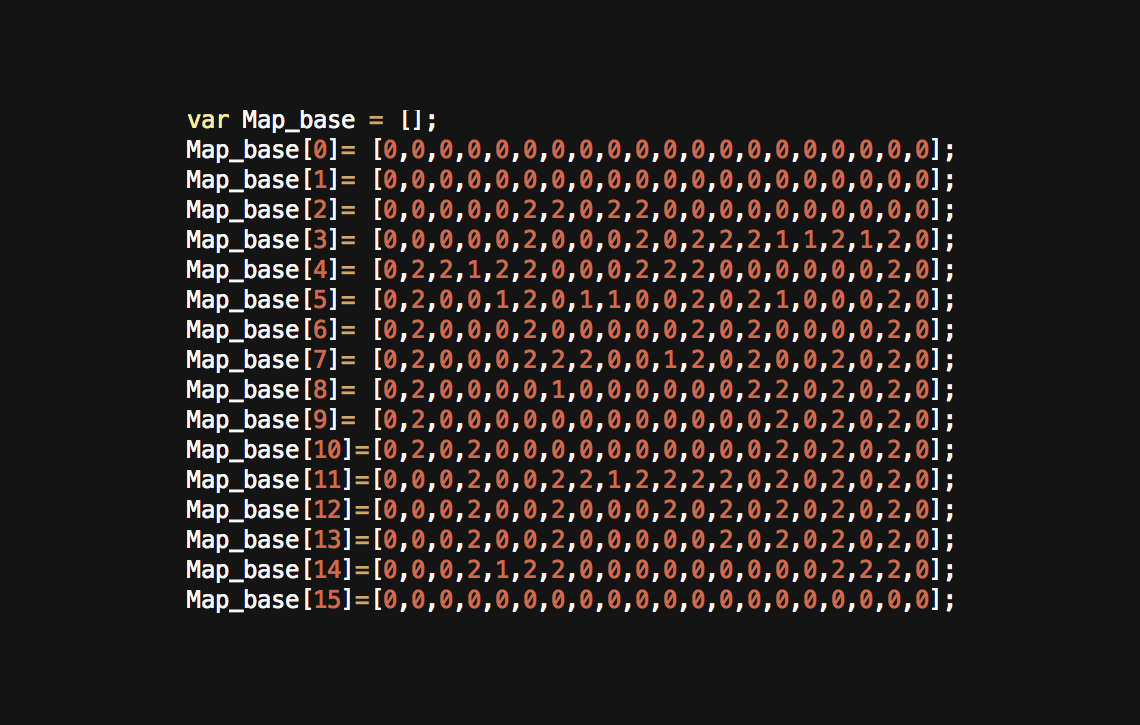 var Map_base = [];
Map_base[0]= [0,0,0,0,0,0,0,0,0,0,0,0,0,0,0,0,0,0,0,0];
Map_base[1]= [0,0,0,0,0,0,0,0,0,0,0,0,0,0,0,0,0,0,0,0];
Map_base[2]= [0,0,0,0,0,2,2,0,2,2,0,0,0,0,0,0,0,0,0,0];
Map_base[3]= [0,0,0,0,0,2,0,0,0,2,0,2,2,2,1,1,2,1,2,0];
Map_base[4]= [0,2,2,1,2,2,0,0,0,2,2,2,0,0,0,0,0,0,2,0];
Map_base[5]= [0,2,0,0,1,2,0,1,1,0,0,2,0,2,1,0,0,0,2,0];
Map_base[6]= [0,2,0,0,0,2,0,0,0,0,0,2,0,2,0,0,0,0,2,0];
Map_base[7]= [0,2,0,0,0,2,2,2,0,0,1,2,0,2,0,0,2,0,2,0];
Map_base[8]= [0,2,0,0,0,0,1,0,0,0,0,0,0,2,2,0,2,0,2,0];
Map_base[9]= [0,2,0,0,0,0,0,0,0,0,0,0,0,0,2,0,2,0,2,0];
Map_base[10]=[0,2,0,2,0,0,0,0,0,0,0,0,0,0,2,0,2,0,2,0];
Map_base[11]=[0,0,0,2,0,0,2,2,1,2,2,2,2,0,2,0,2,0,2,0];
Map_base[12]=[0,0,0,2,0,0,2,0,0,0,2,0,2,0,2,0,2,0,2,0];
Map_base[13]=[0,0,0,2,0,0,2,0,0,0,0,0,2,0,2,0,2,0,2,0];
Map_base[14]=[0,0,0,2,1,2,2,0,0,0,0,0,0,0,0,0,2,2,2,0];
Map_base[15]=[0,0,0,0,0,0,0,0,0,0,0,0,0,0,0,0,0,0,0,0];